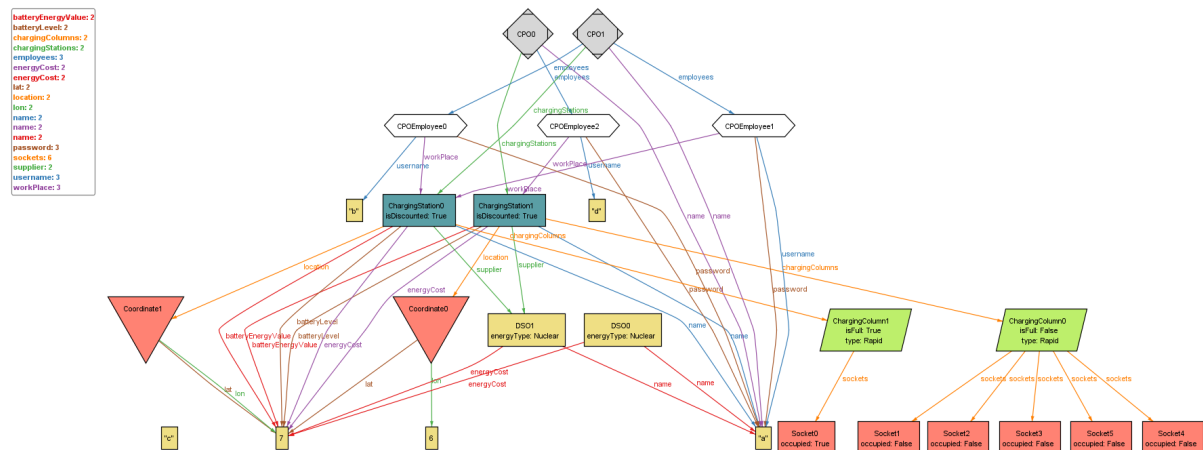 batteryEnergyValue: 2
batteryLevel: 2
chargingColumns: 2
chargingStations: 2
employees: 3
energyCost: 2
energyCost: 2
lat: 2
location: 2
lon: 2
name: 2
name: 2
name: 2
password: 3
sockets: 6
supplier: 2
username: 3
workPlace: 3
CPO0
CPO1
employees
employees
employees
chargingStations
chargingStations
CPOEmployee0
CPOEmployee2
CPOEmployee1
username
workPlace
username
workPlace
workPlace
"b"
ChargingStation0
isDiscounted: True
ChargingStation1
isDiscounted: True
"d"
name
name
chargingColumns
username
location
location
supplier
supplier
energyCost
password
password
chargingColumns
Coordinate1
Coordinate0
DSO1
energyType: Nuclear
DSO0
energyType: Nuclear
ChargingColumn1
isFull: True
type: Rapid
ChargingColumn0
isFull: False
type: Rapid
batteryLevel
batteryLevel
batteryEnergyValue
batteryEnergyValue
energyCost
name
name
energyCost
energyCost
lat
lon
lat
lon
name
name
sockets
sockets
sockets
sockets
sockets
sockets
"c"
7
6
"a"
Socket0
occupied: True
Socket1
occupied: False
Socket2
occupied: False
Socket3
occupied: False
Socket5
occupied: False
Socket4
occupied: False